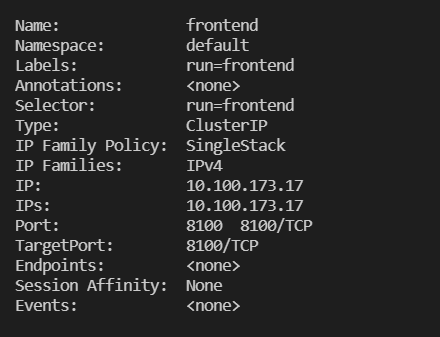 Name: frontend
Namespace: default
Labels: run=frontend
Annotations: <none>
Selector: run=frontend
Type: ClusterIP
IP Family Policy: SingleStack
IP Families: IPv4
IP: 10.100.173.17
IPs: 10.100.173.17
Port: 8100 8100/TCP
TargetPort: 8100/TCP
Endpoints: <none>
Session Affinity: None
Events: <none>